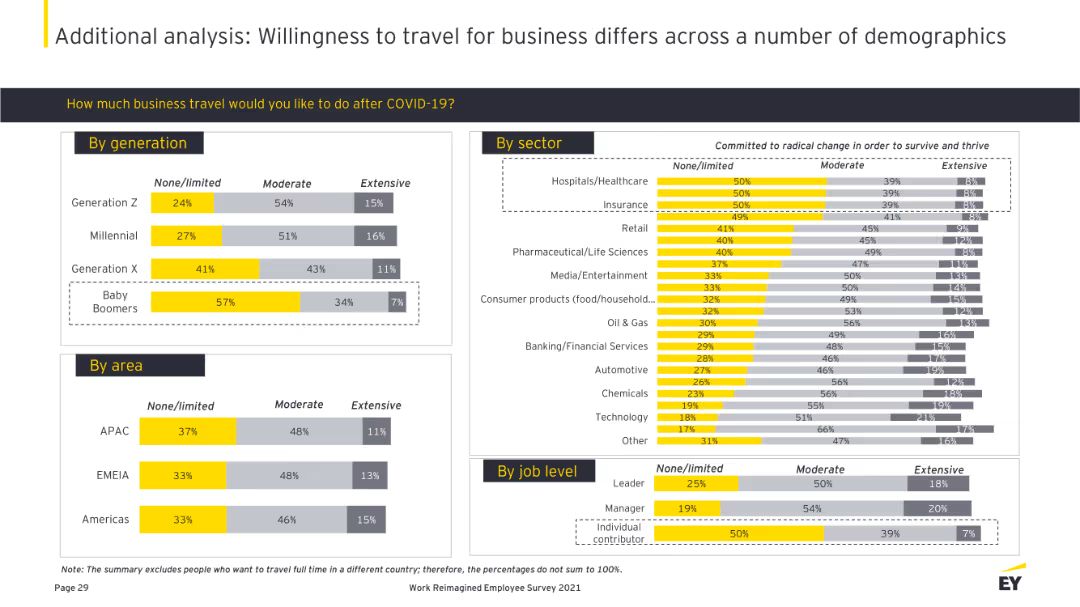 Additional analysis: Willingness to travel for business differs across a number of demographics
How much business travel would you like to do after COVID-19?
By generation
None/limited Moderate Extensive
Generation Z 24% 54% 15%
Millennial 27% 51% 16%
Generation X 41% 43% 11%
Baby
Boomers 57% 34% 7%
By area
None/limited Moderate Extensive
APAC 37% 48% 11%
EMEIA 33% 48% 13%
Americas 33% 46% 15%
By sector
Committed to radical change in order to survive and thrive
None/limited Moderate Extensive
Hospitals/Healthcare 50% 39% 8%
50% 39% 8%
Insurance 50% 39% 8%
49% 41% 8%
Retail 41% 45% 9%
40% 45% 12%
Pharmaceutical/Life Sciences 40% 49% 8%
37% 47% 11%
Media/Entertainment 33% 50% 13%
33% 50% 14%
Consumer products (food/household... 32% 49% 15%
32% 53% 12%
Oil & Gas 30% 56% 13%
29% 49% 16%
Banking/Financial Services 29% 48% 15%
28% 46% 17%
Automotive 27% 46% 19%
26% 56% 12%
Chemicals 23% 56% 18%
19% 55% 19%
Technology 18% 51% 21%
17% 66% 17%
Other 31% 47% 16%
By job level
None/limited Moderate Extensive
Leader 25% 50% 18%
Manager 19% 54% 20%
Individual
contributor 50% 39% 7%
Note: The summary excludes people who want to travel full time in a different country; therefore, the percentages do not sum to 100%.
Page 29 Work Reimagined Employee Survey 2021
EY